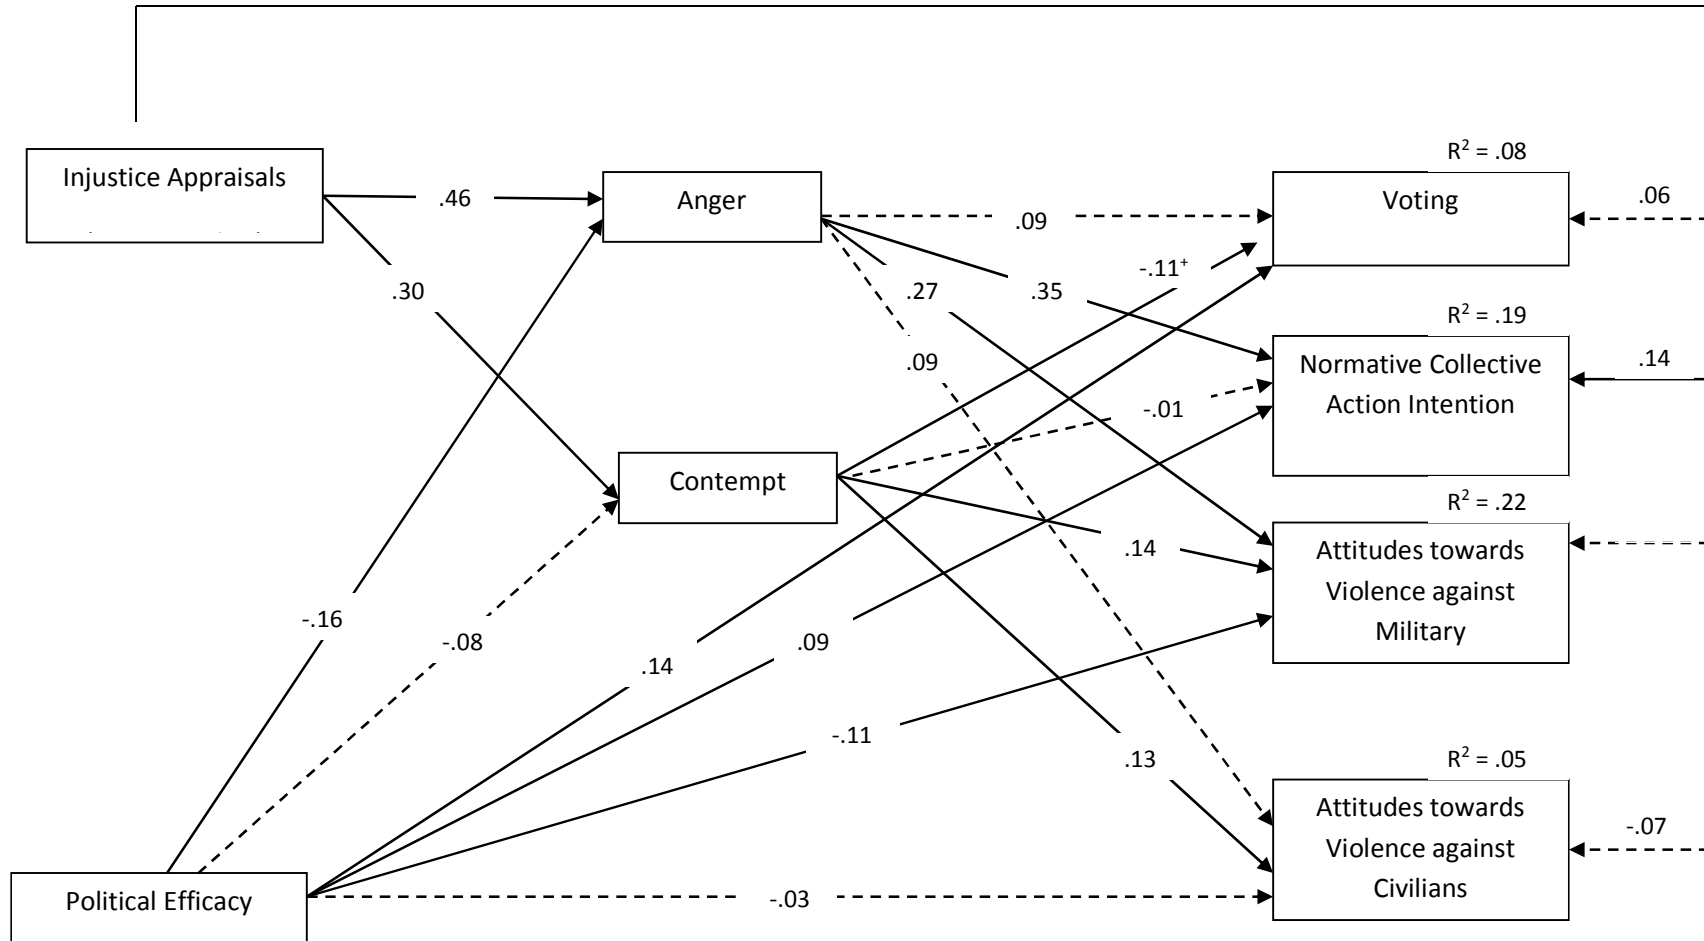 R² = .08
Injustice Appraisals
.46
Anger
.09
Voting
.06
-.11⁺
.30
.27
.35
R² = .19
.09
Normative Collective
Action Intention
.14
-.01
Contempt
R² = .22
.14
Attitudes towards
Violence against
Military
-.16
-.08
.14
.09
-.11
.13
R² = .05
Attitudes towards
Violence against
Civilians
-.07
Political Efficacy
-.03